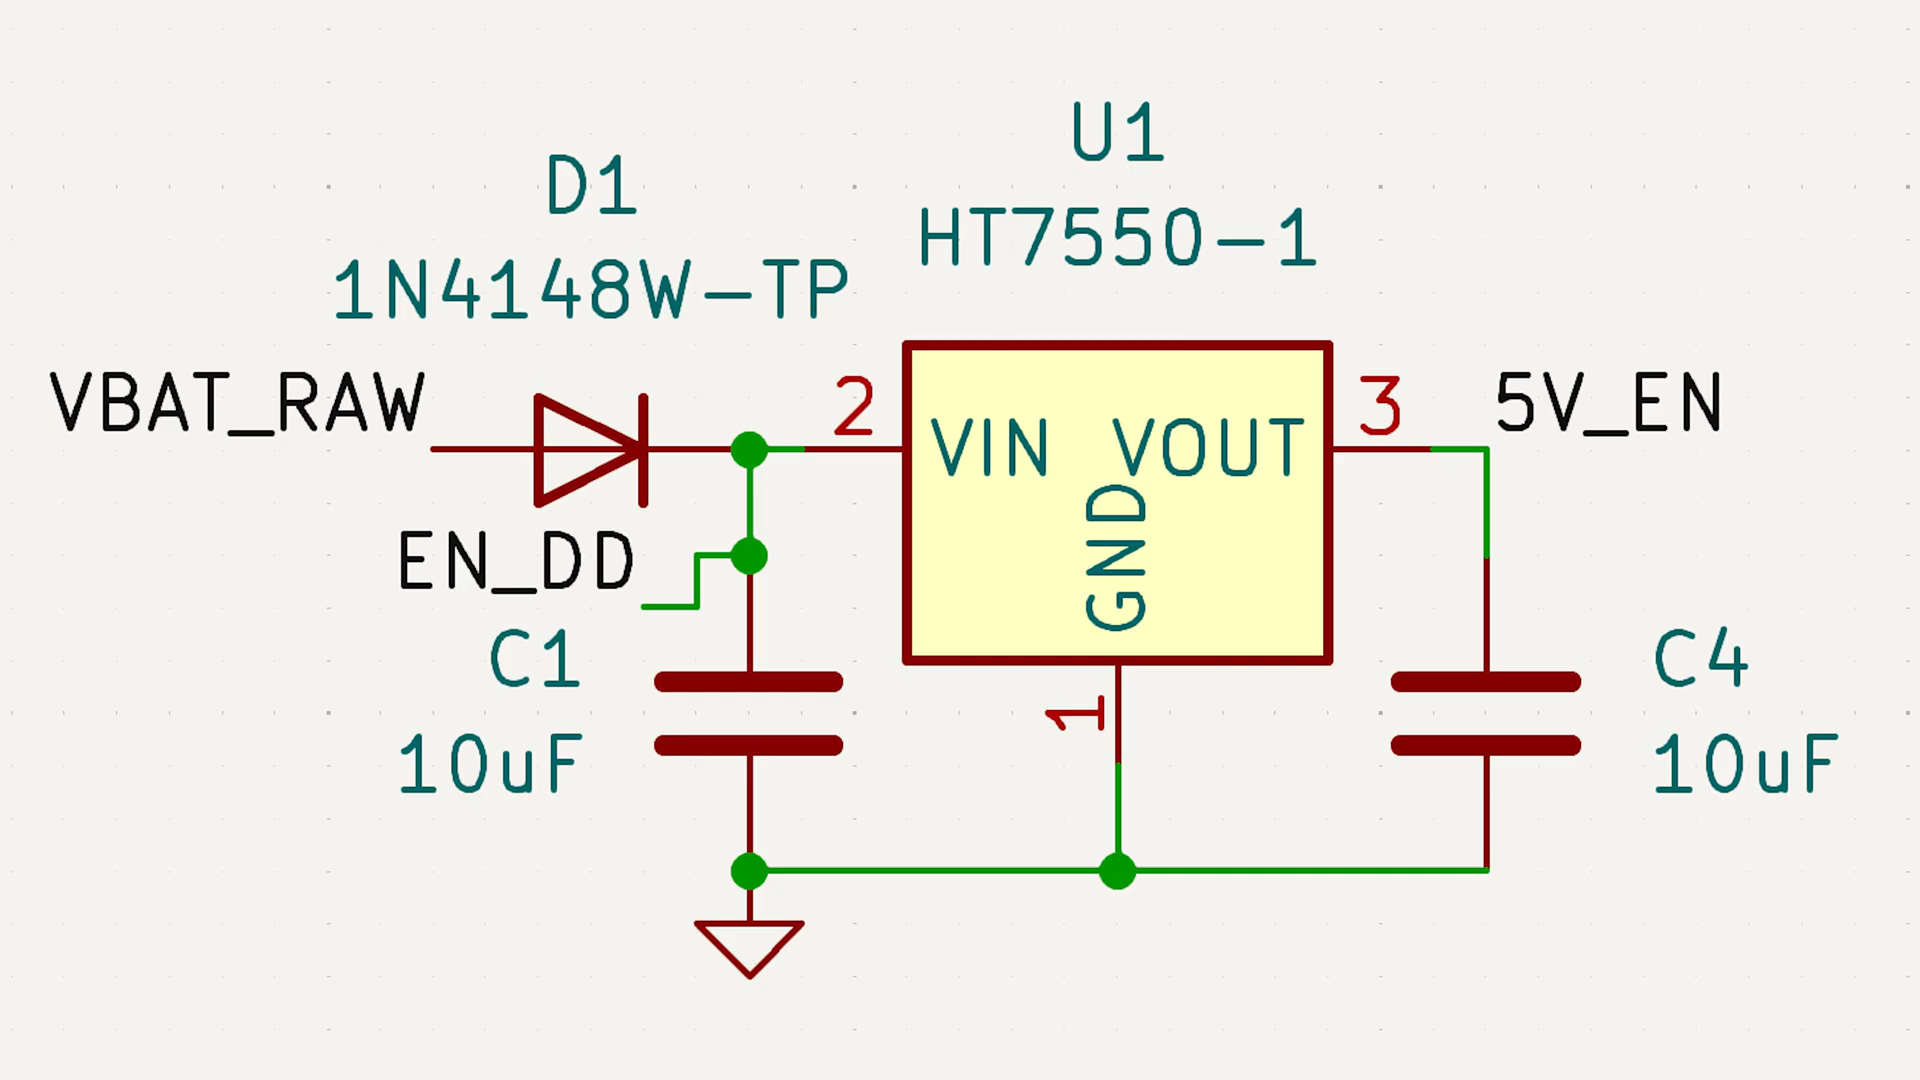 U1
HT7550-1
D1
1N4148W-TP
VBAT_RAW
2
3
5V_EN
VIN
VOUT
GND
EN_DD
C1
10uF
1
C4
10uF